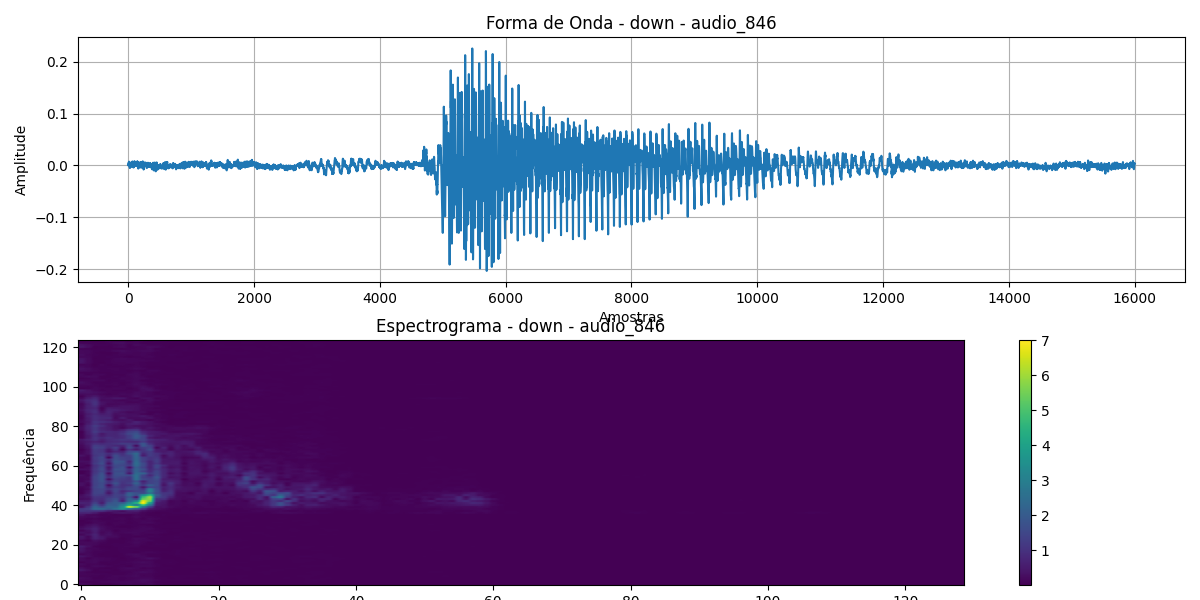 Forma de Onda - down - audio_846
0.2
0.1
0.0
−0.1
−0.2
Amplitude
0 2000 4000 6000 8000 10000 12000 14000 16000
Amostras
Espectrograma - down - audio_846
120
100
80
60
40
20
0
Frequência
0 20 40 60 80 100 120
7
6
5
4
3
2
1